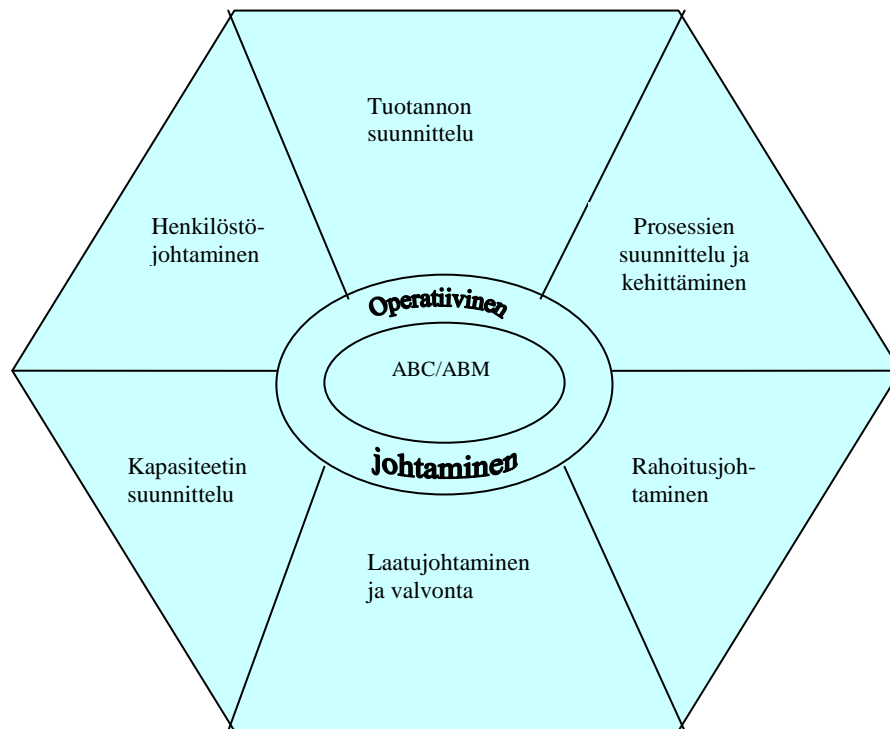 Tuotannon
suunnittelu
Henkilöstö-
johtaminen
Prosessien
suunnittelu ja
kehittäminen
Operatiivinen
ABC/ABM
johtaminen
Kapasiteetin
suunnittelu
Rahoitusjoh-
taminen
Laatujohtaminen
ja valvonta